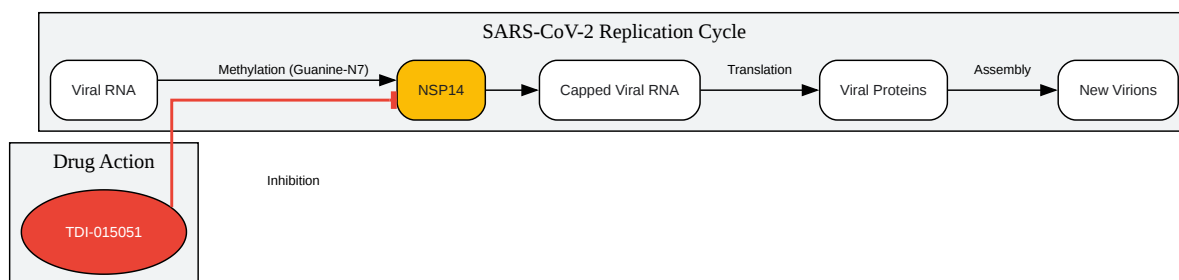 SARS-CoV-2 Replication Cycle
Viral RNA
Methylation (Guanine-N7)
NSP14
Capped Viral RNA
Translation
Viral Proteins
Assembly
New Virions
Drug Action
Inhibition
TDI-015051